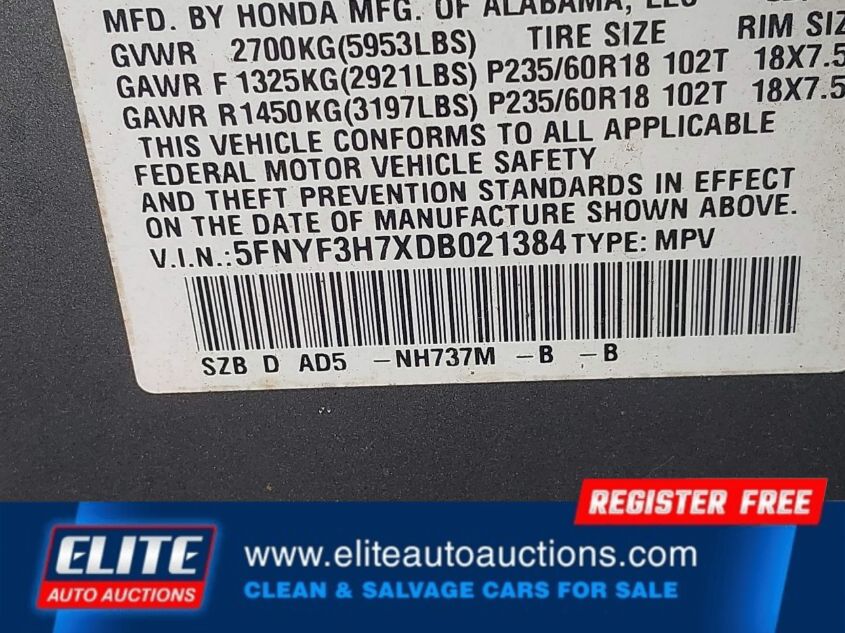 MFD. BY HONDA MFG. OF ALABAMA, LLC
GVWR 2700KG(5953LBS) TIRE SIZE RIM SIZ
GAWR F 1325KG(2921LBS) P235/60R18 102T 18X7.5
GAWR R1450KG(3197LBS) P235/60R18 102T 18X7.5
THIS VEHICLE CONFORMS TO ALL APPLICABLE
FEDERAL MOTOR VEHICLE SAFETY
AND THEFT PREVENTION STANDARDS IN EFFECT
ON THE DATE OF MANUFACTURE SHOWN ABOVE.
V.I.N.:5FNYF3H7XDB021384 TYPE: MPV
SZB D AD5 -NH737M -B -B
REGISTER FREE
ELITE
AUTO AUCTIONS
www.eliteautoauctions.com
CLEAN & SALVAGE CARS FOR SALE